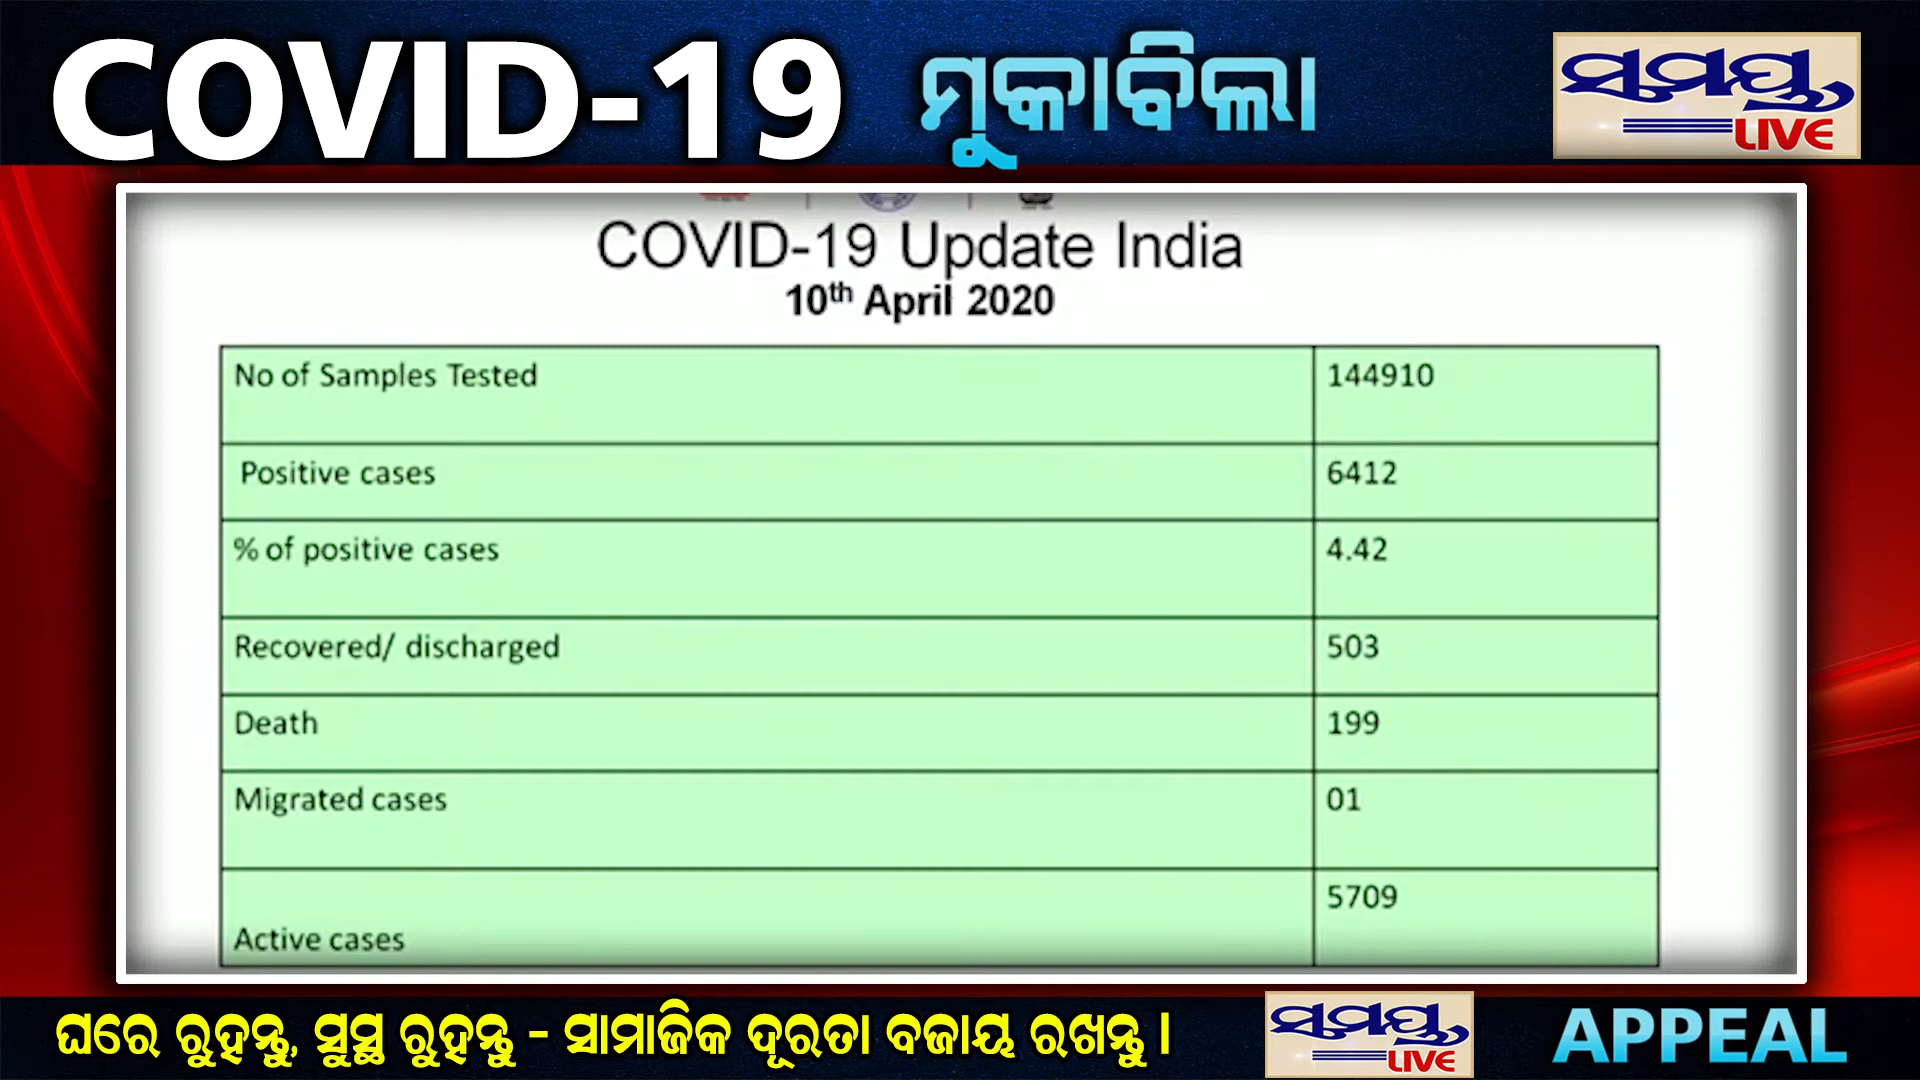 COVID-19 ମୁକାବିଲା
ସମୟ
LIVE
COVID-19 Update India
10th April 2020
No of Samples Tested 144910
Positive cases 6412
% of positive cases 4.42
Recovered/ discharged 503
Death 199
Migrated cases 01
Active cases 5709
ଘରେ ରୁହନ୍ତୁ, ସୁସ୍ଥ ରୁହନ୍ତୁ - ସାମାଜିକ ଦୂରତା ବଜାୟ ରଖନ୍ତୁ ।
ସମୟ
LIVE
APPEAL